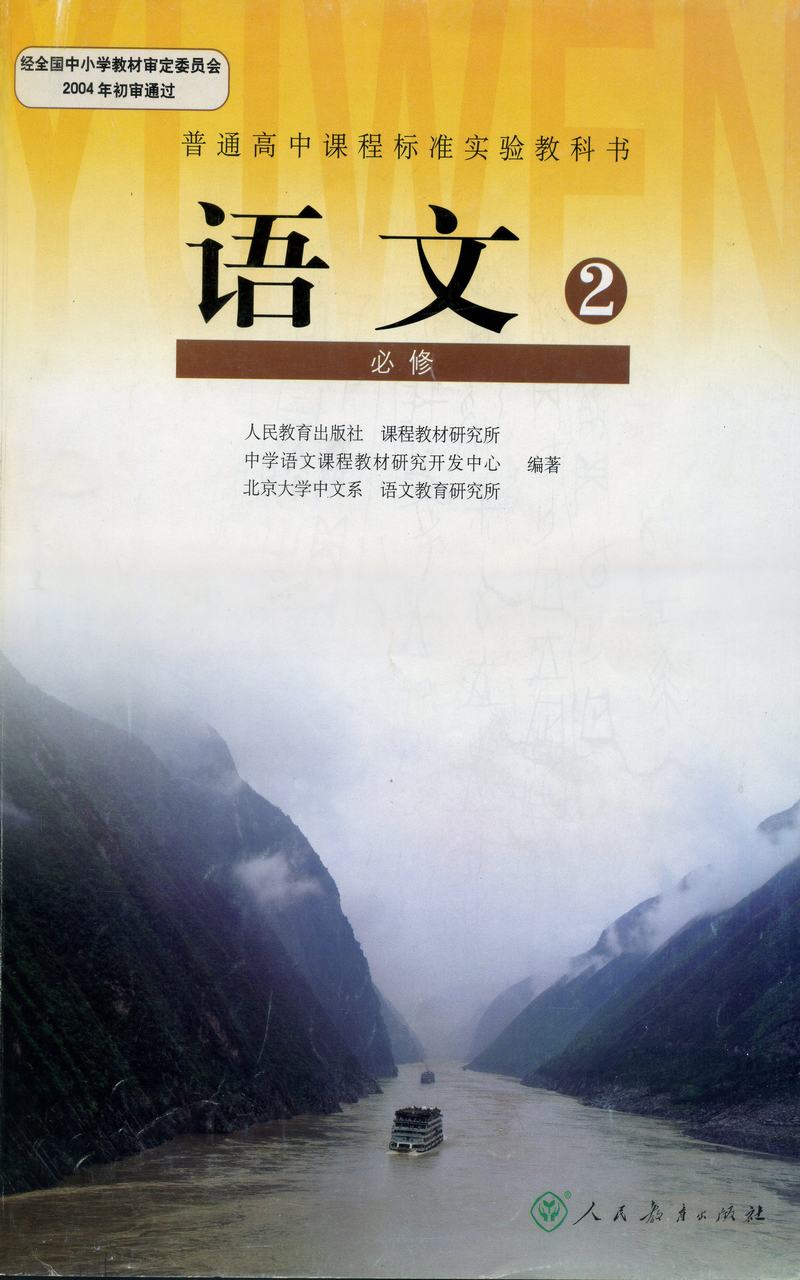 经全国中小学教材审定委员会
2004年初审通过
YUWEN
普通高中课程标准实验教科书
语文 2
必修
人民教育出版社 课程教材研究所
中学语文课程教材研究开发中心 编著
北京大学中文系 语文教育研究所
® 人民教育出版社